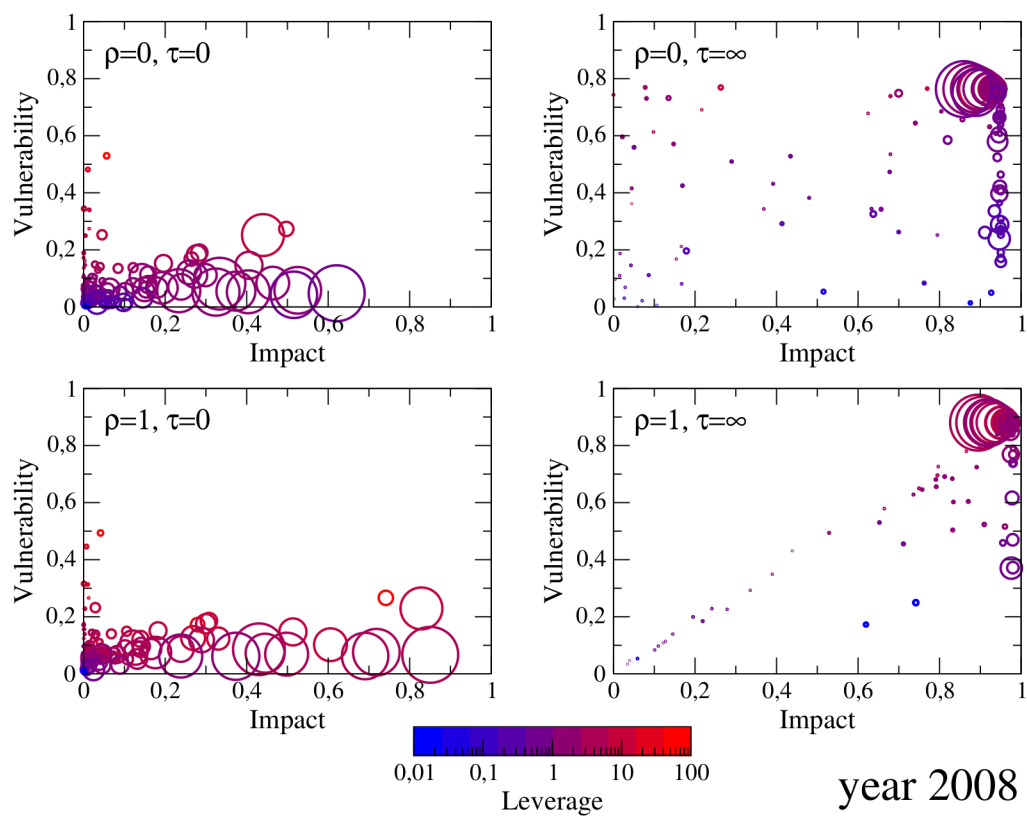 ρ=0, τ=0
Vulnerability
1
0,8
0,6
0,4
0,2
0
0 0,2 0,4 0,6 0,8 1
Impact
ρ=0, τ=∞
Vulnerability
1
0,8
0,6
0,4
0,2
0
0 0,2 0,4 0,6 0,8 1
Impact
ρ=1, τ=0
Vulnerability
1
0,8
0,6
0,4
0,2
0
0 0,2 0,4 0,6 0,8 1
Impact
ρ=1, τ=∞
Vulnerability
1
0,8
0,6
0,4
0,2
0
0 0,2 0,4 0,6 0,8 1
Impact
0,01 0,1 1 10 100
Leverage
year 2008